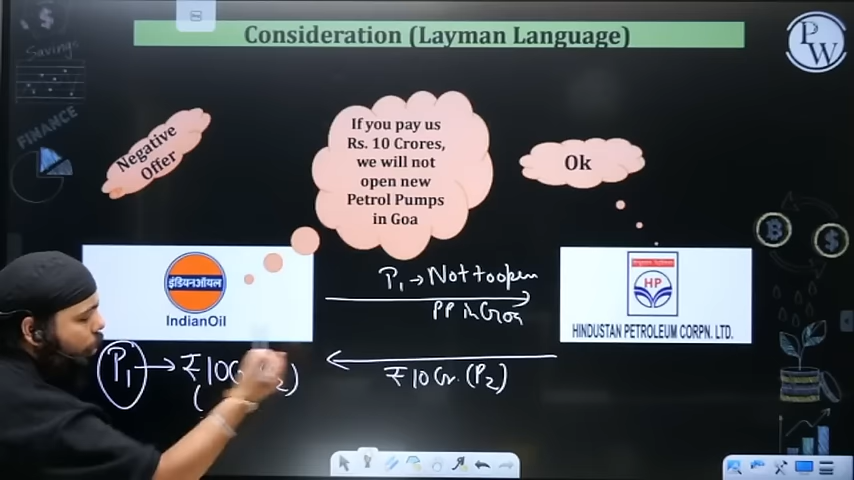 Consideration (Layman Language)
PW
Savings
FINANCE
Negative
Offer
If you pay us
Rs. 10 Crores,
we will not
open new
Petrol Pumps
in Goa
Ok
इंडियनऑयल
IndianOil
P1 → Not to open
PP in Goa
HP
HINDUSTAN PETROLEUM CORPN. LTD.
P1 → ₹10
₹10 Cr. (P2)